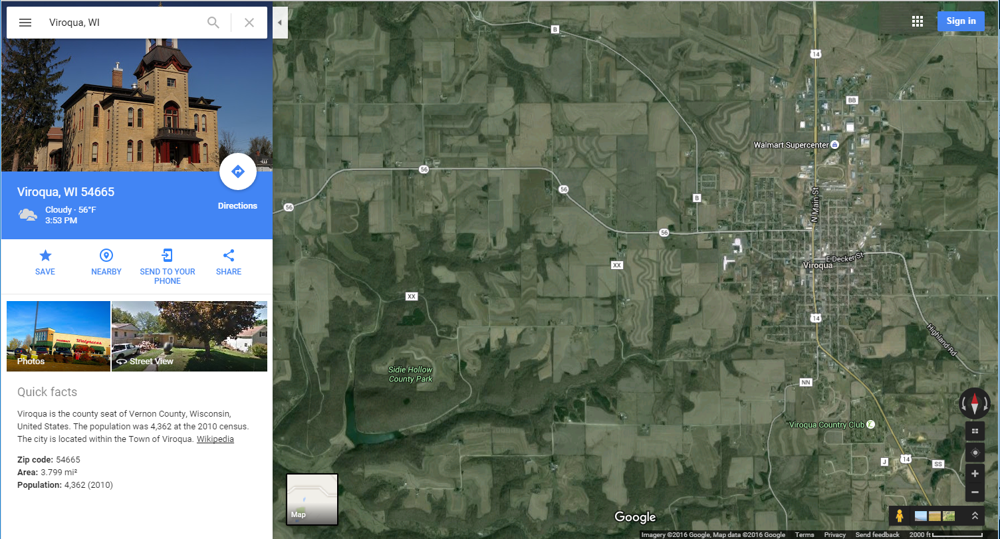 Viroqua, WI
Sign in
Viroqua, WI 54665
Cloudy · 56°F
3:53 PM
Directions
SAVE
NEARBY
SEND TO YOUR
PHONE
SHARE
PHARMACY
Walgreens
Photos
Street View
Quick facts
Viroqua is the county seat of Vernon County, Wisconsin,
United States. The population was 4,362 at the 2010 census.
The city is located within the Town of Viroqua. Wikipedia
Zip code: 54665
Area: 3.799 mi²
Population: 4,362 (2010)
B
14
BB
Walmart Supercenter
56
56
56
B
N Main St
56
E Decker St
Viroqua
XX
XX
14
Highland Rd
Sidie Hollow
County Park
NN
Viroqua Country Club
J
14
SS
Map
Google
Imagery ©2016 Google, Map data ©2016 Google
Terms
Privacy
Send feedback
2000 ft